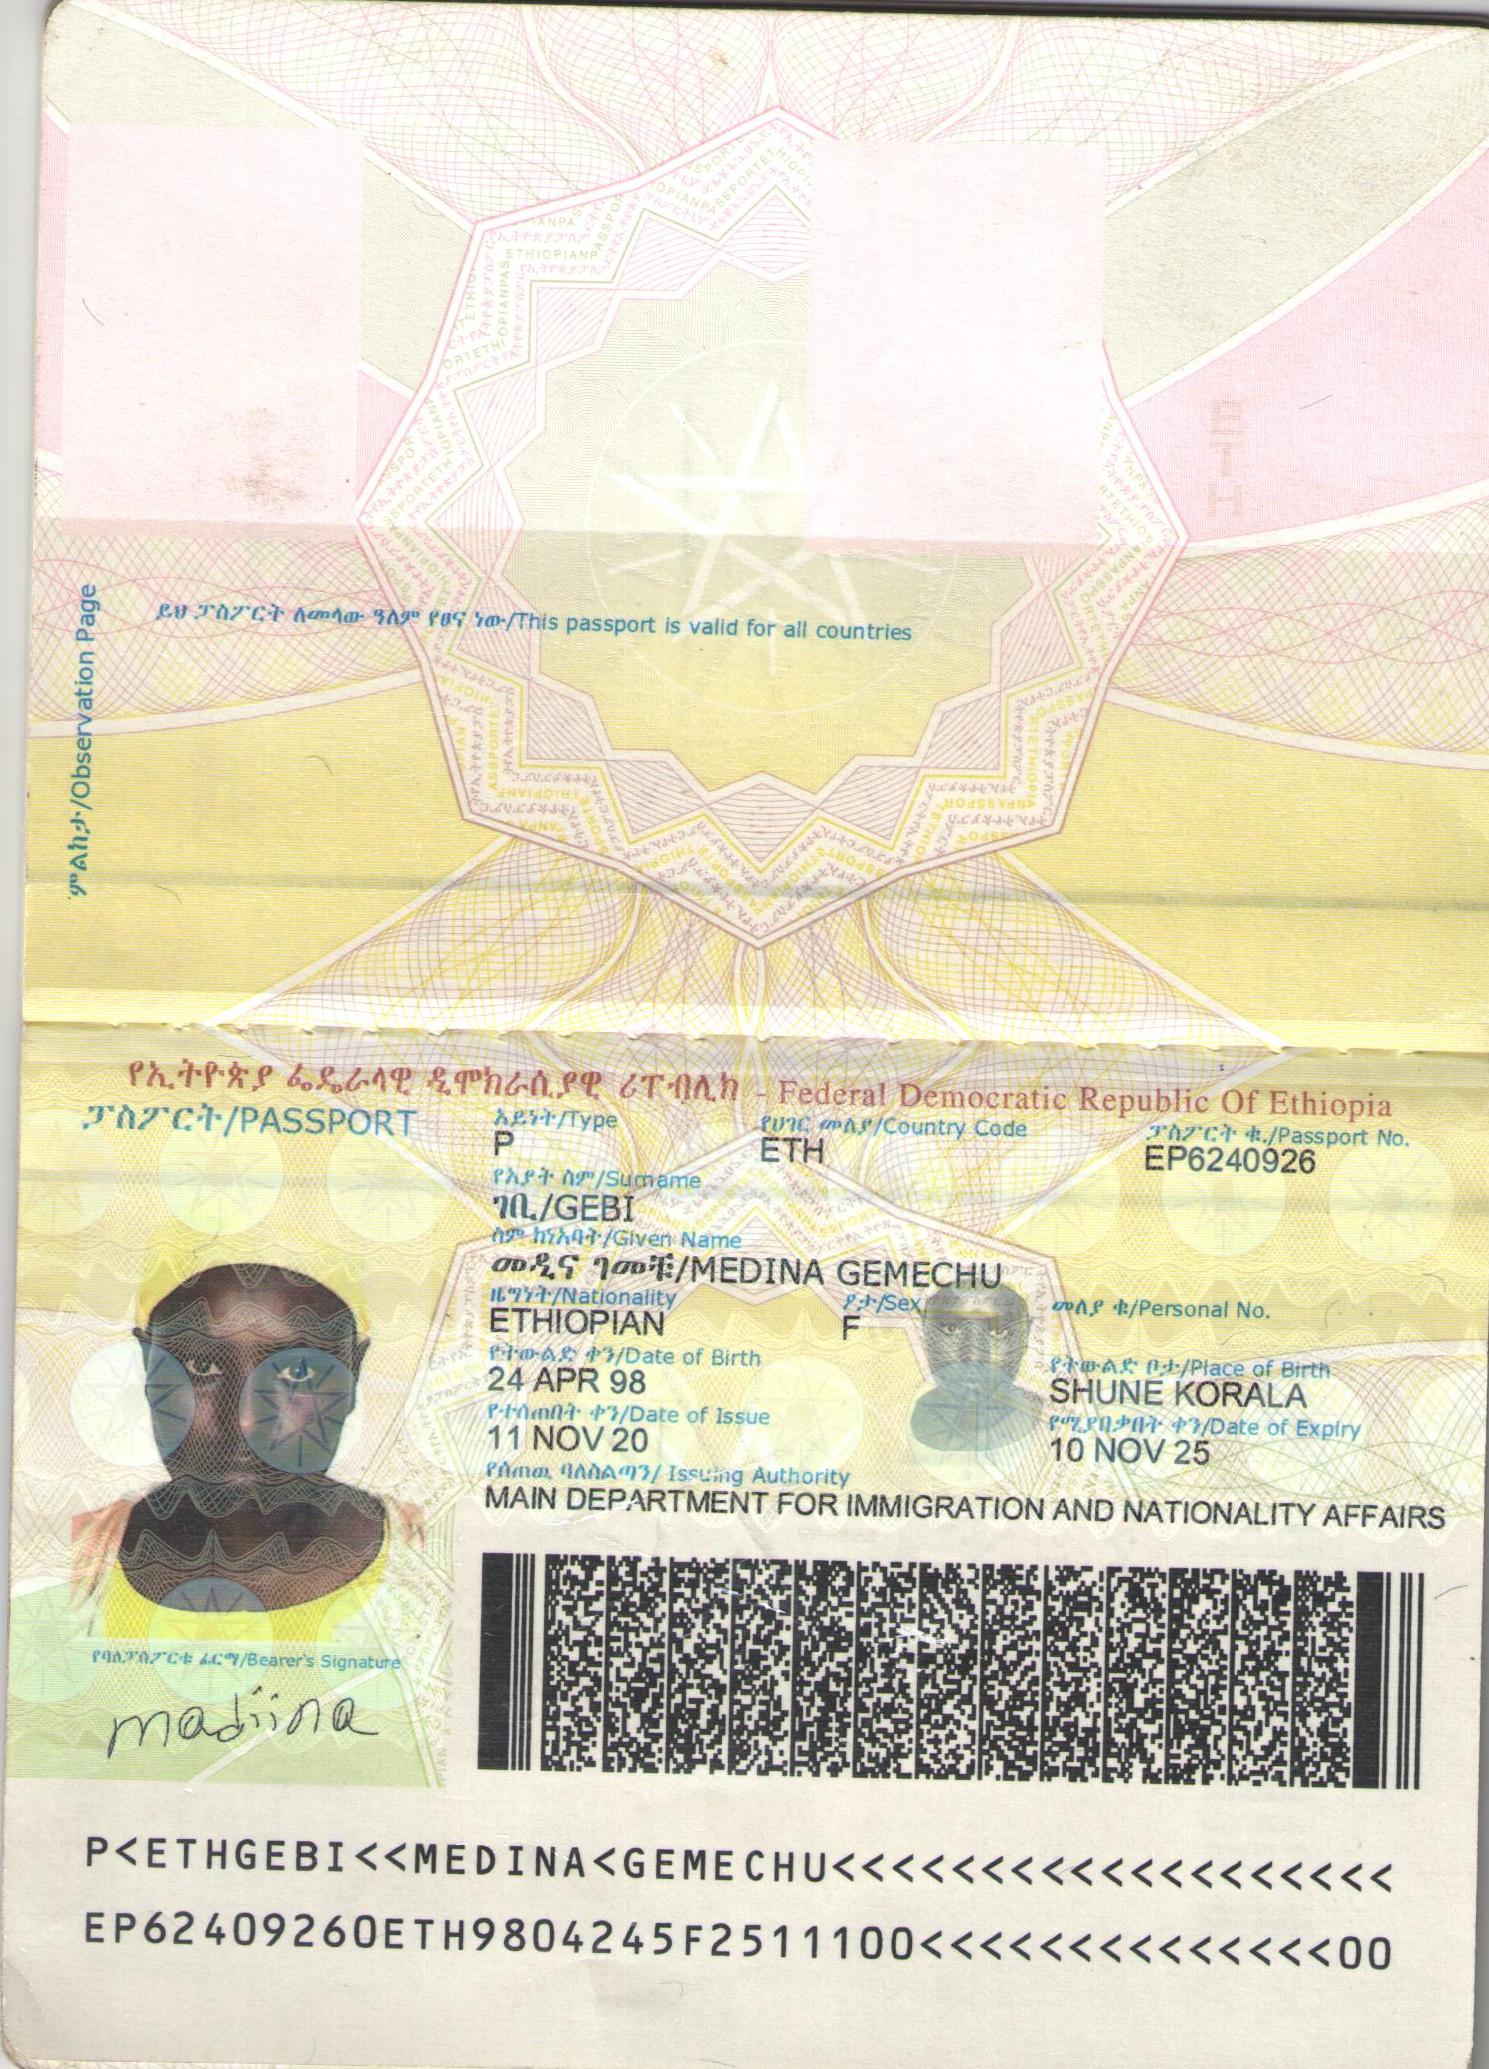 ምልከታ/Observation Page
ይህ ፓስፖርት ለመላው ዓለም የፀና ነው/This passport is valid for all countries
የኢትዮጵያ ፌዴራላዊ ዲሞክራሲያዊ ሪፐብሊክ - Federal Democratic Republic Of Ethiopia
ፓስፖርት/PASSPORT
አይነት/Type
የሀገር መለያ/Country Code
ፓስፖርት ቁ./Passport No.
P
ETH
EP6240926
የአያት ስም/Surname
ገቢ/GEBI
ስም ከነአባት/Given Name
መዲና ገመቹ/MEDINA GEMECHU
ዜግነት/Nationality
ፆታ/Sex
መለያ ቁ/Personal No.
ETHIOPIAN
F
የትውልድ ቀን/Date of Birth
የትውልድ ቦታ/Place of Birth
24 APR 98
SHUNE KORALA
የተሰጠበት ቀን/Date of Issue
የሚያበቃበት ቀን/Date of Expiry
11 NOV 20
10 NOV 25
የሰጠዉ ባለስልጣን/ Issuing Authority
MAIN DEPARTMENT FOR IMMIGRATION AND NATIONALITY AFFAIRS
የባለፓስፖርቱ ፊርማ/Bearer's Signature
madiina
P<ETHGEBI<<MEDINA<GEMECHU<<<<<<<<<<<<<<<<<<<
EP62409260ETH9804245F2511100<<<<<<<<<<<<<<00